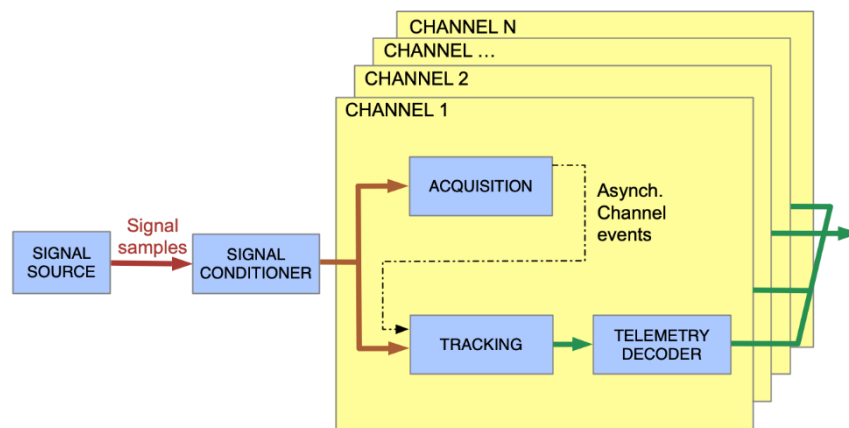 CHANNEL N
CHANNEL ...
CHANNEL 2
CHANNEL 1
ACQUISITION
Asynch.
Channel
events
Signal
samples
SIGNAL
SOURCE
SIGNAL
CONDITIONER
TRACKING
TELEMETRY
DECODER